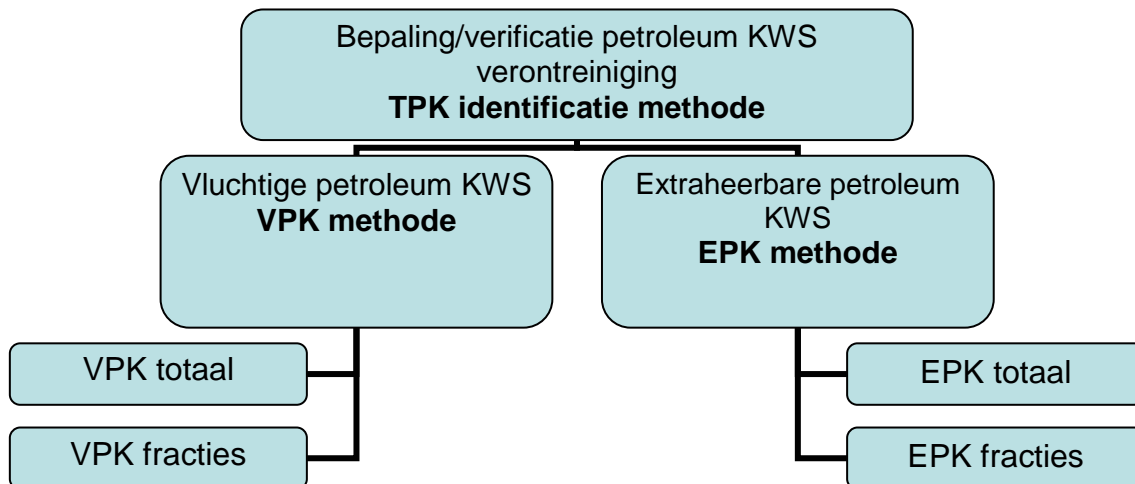 Bepaling/verificatie petroleum KWS
verontreiniging
TPK identificatie methode
Vluchtige petroleum KWS
VPK methode
Extraheerbare petroleum
KWS
EPK methode
VPK totaal
VPK fracties
EPK totaal
EPK fracties